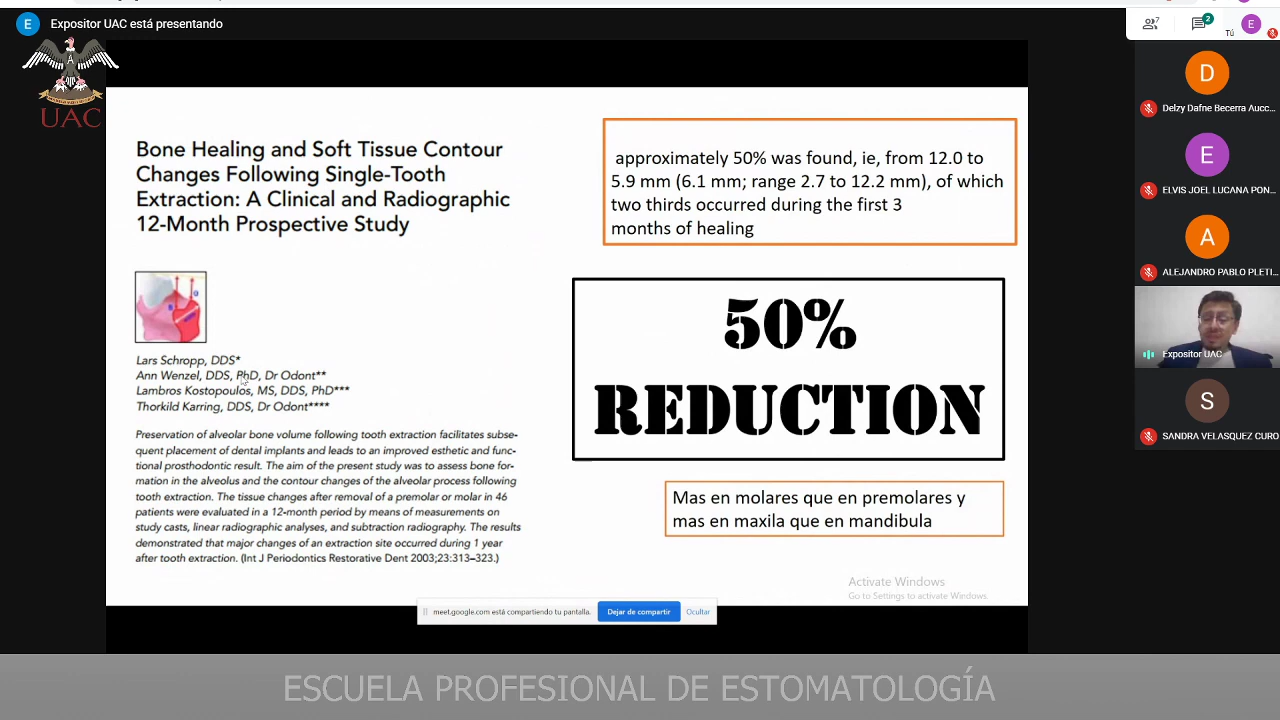 E Expositor UAC está presentando
7
2
Tú
E
UAC
Bone Healing and Soft Tissue Contour
Changes Following Single-Tooth
Extraction: A Clinical and Radiographic
12-Month Prospective Study
Lars Schropp, DDS*
Ann Wenzel, DDS, PhD, Dr Odont**
Lambros Kostopoulos, MS, DDS, PhD***
Thorkild Karring, DDS, Dr Odont****
Preservation of alveolar bone volume following tooth extraction facilitates subse-
quent placement of dental implants and leads to an improved esthetic and func-
tional prosthodontic result. The aim of the present study was to assess bone for-
mation in the alveolus and the contour changes of the alveolar process following
tooth extraction. The tissue changes after removal of a premolar or molar in 46
patients were evaluated in a 12-month period by means of measurements on
study casts, linear radiographic analyses, and subtraction radiography. The results
demonstrated that major changes of an extraction site occurred during 1 year
after tooth extraction. (Int J Periodontics Restorative Dent 2003;23:313–323.)
approximately 50% was found, ie, from 12.0 to
5.9 mm (6.1 mm; range 2.7 to 12.2 mm), of which
two thirds occurred during the first 3
months of healing
50%
REDUCTION
Mas en molares que en premolares y
mas en maxila que en mandibula
Activate Windows
Go to Settings to activate Windows.
meet.google.com está compartiendo tu pantalla.
Dejar de compartir
Ocultar
D
Delzy Dafne Becerra Aucc...
E
ELVIS JOEL LUCANA PON...
A
ALEJANDRO PABLO PLETI...
Expositor UAC
S
SANDRA VELASQUEZ CURO
ESCUELA PROFESIONAL DE ESTOMATOLOGÍA